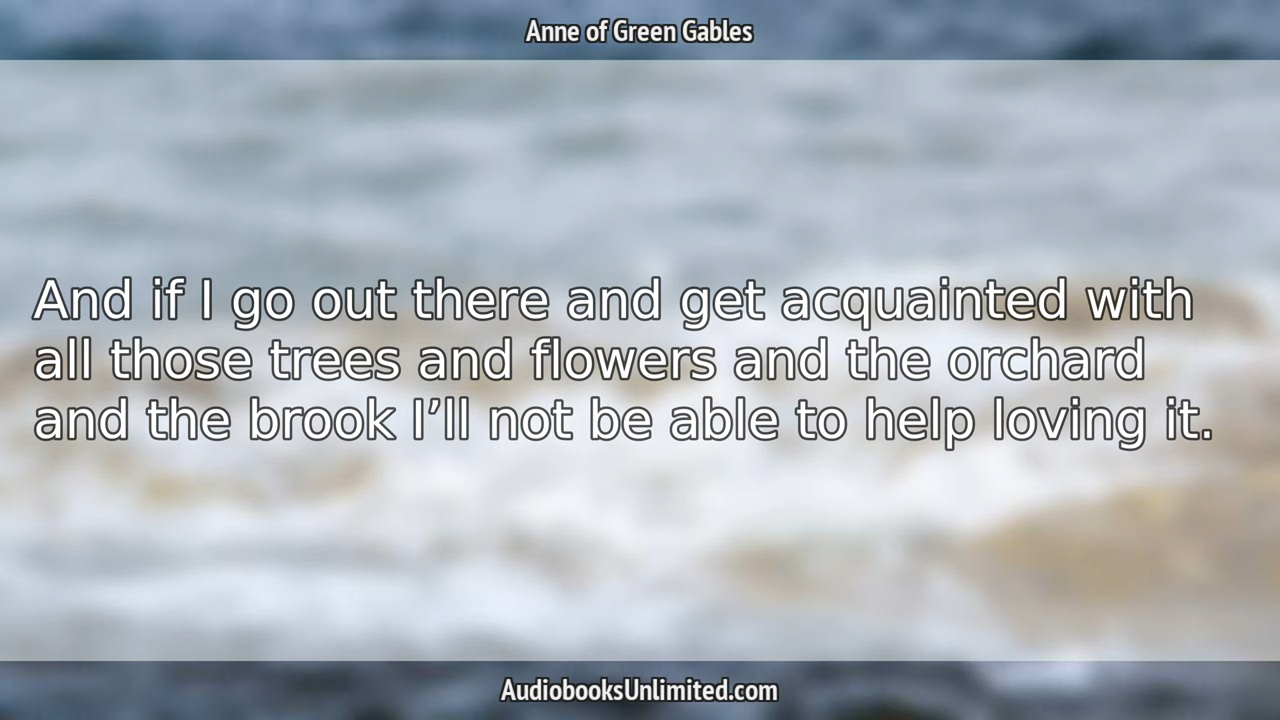 Anne of Green Gables
And if I go out there and get acquainted with
all those trees and flowers and the orchard
and the brook I’ll not be able to help loving it.
AudiobooksUnlimited.com